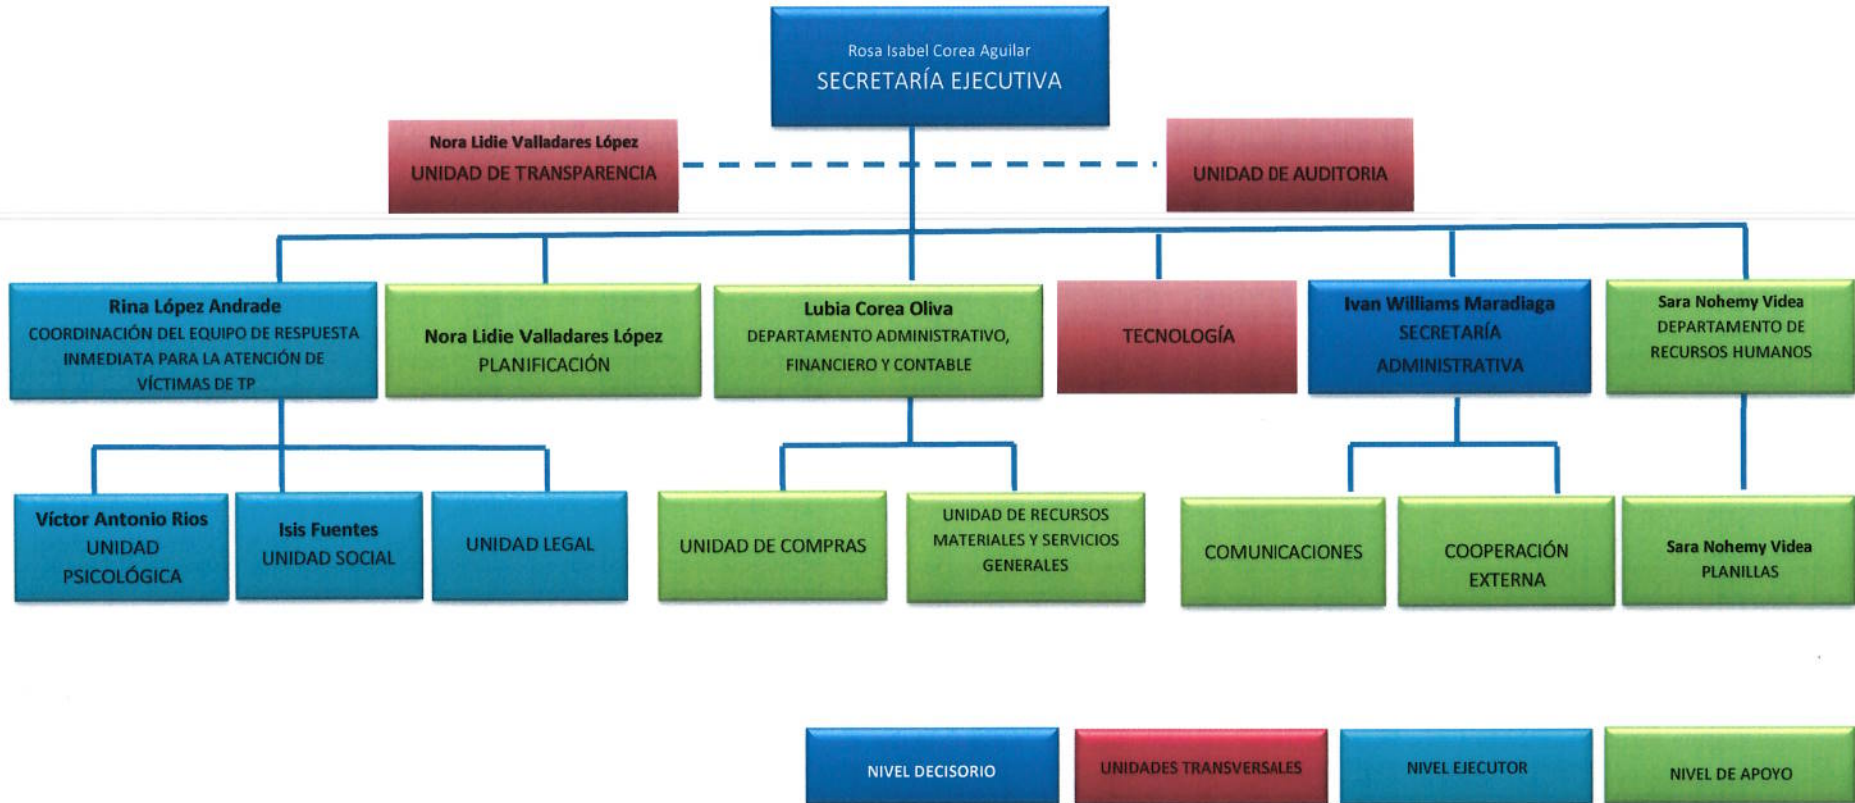 Rosa Isabel Corea Aguilar
SECRETARÍA EJECUTIVA
Nora Lidie Valladares López
UNIDAD DE TRANSPARENCIA
UNIDAD DE AUDITORIA
Rina López Andrade
COORDINACIÓN DEL EQUIPO DE RESPUESTA
INMEDIATA PARA LA ATENCIÓN DE
VÍCTIMAS DE TP
Nora Lidie Valladares López
PLANIFICACIÓN
Lubia Corea Oliva
DEPARTAMENTO ADMINISTRATIVO,
FINANCIERO Y CONTABLE
TECNOLOGÍA
Ivan Williams Maradiaga
SECRETARÍA
ADMINISTRATIVA
Sara Nohemy Videa
DEPARTAMENTO DE
RECURSOS HUMANOS
Víctor Antonio Rios
UNIDAD
PSICOLÓGICA
Isis Fuentes
UNIDAD SOCIAL
UNIDAD LEGAL
UNIDAD DE COMPRAS
UNIDAD DE RECURSOS
MATERIALES Y SERVICIOS
GENERALES
COMUNICACIONES
COOPERACIÓN
EXTERNA
Sara Nohemy Videa
PLANILLAS
NIVEL DECISORIO
UNIDADES TRANSVERSALES
NIVEL EJECUTOR
NIVEL DE APOYO